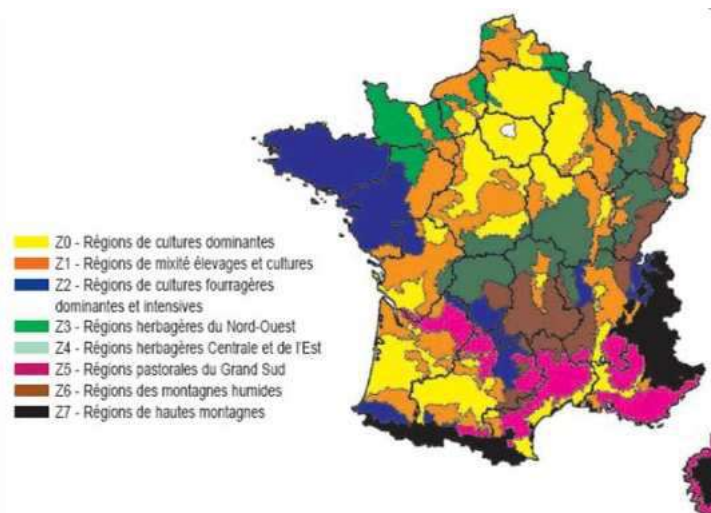 Z0 - Régions de cultures dominantes
Z1 - Régions de mixité élevages et cultures
Z2 - Régions de cultures fourragères
dominantes et intensives
Z3 - Régions herbagères du Nord-Ouest
Z4 - Régions herbagères Centrale et de l'Est
Z5 - Régions pastorales du Grand Sud
Z6 - Régions des montagnes humides
Z7 - Régions de hautes montagnes